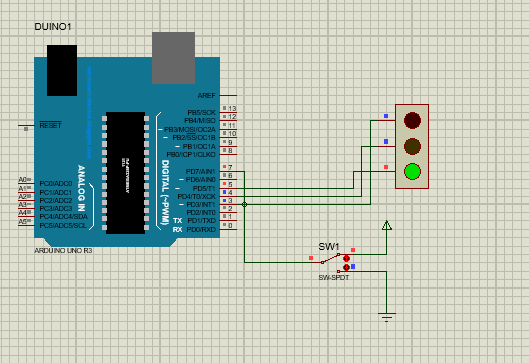 DUINO1
AREF
PB5/SCK 13
PB4/MISO 12
RESET
~ PB3/MOSI/OC2A 11
~ PB2/SS/OC1B 10
~ PB1/OC1A 9
PB0/ICP1/CLKO 8
ANALOG IN
DIGITAL (~PWM)
PD7/AIN1 7
~ PD6/AIN0 6
A0 PC0/ADC0
~ PD5/T1 5
A1 PC1/ADC1
PD4/T0/XCK 4
A2 PC2/ADC2
~ PD3/INT1 3
A3 PC3/ADC3
PD2/INT0 2
A4 PC4/ADC4/SDA
TX PD1/TXD 1
A5 PC5/ADC5/SCL
RX PD0/RXD 0
ARDUINO UNO R3
SW1
SW-SPDT